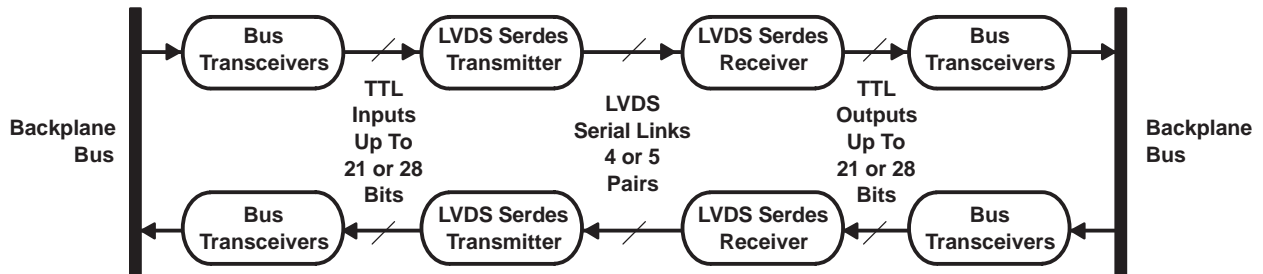 Bus
Transceivers
LVDS Serdes
Transmitter
LVDS Serdes
Receiver
Bus
Transceivers
TTL
Inputs
Up To
21 or 28
Bits
LVDS
Serial Links
4 or 5
Pairs
TTL
Outputs
Up To
21 or 28
Bits
Backplane
Bus
Backplane
Bus
Bus
Transceivers
LVDS Serdes
Transmitter
LVDS Serdes
Receiver
Bus
Transceivers